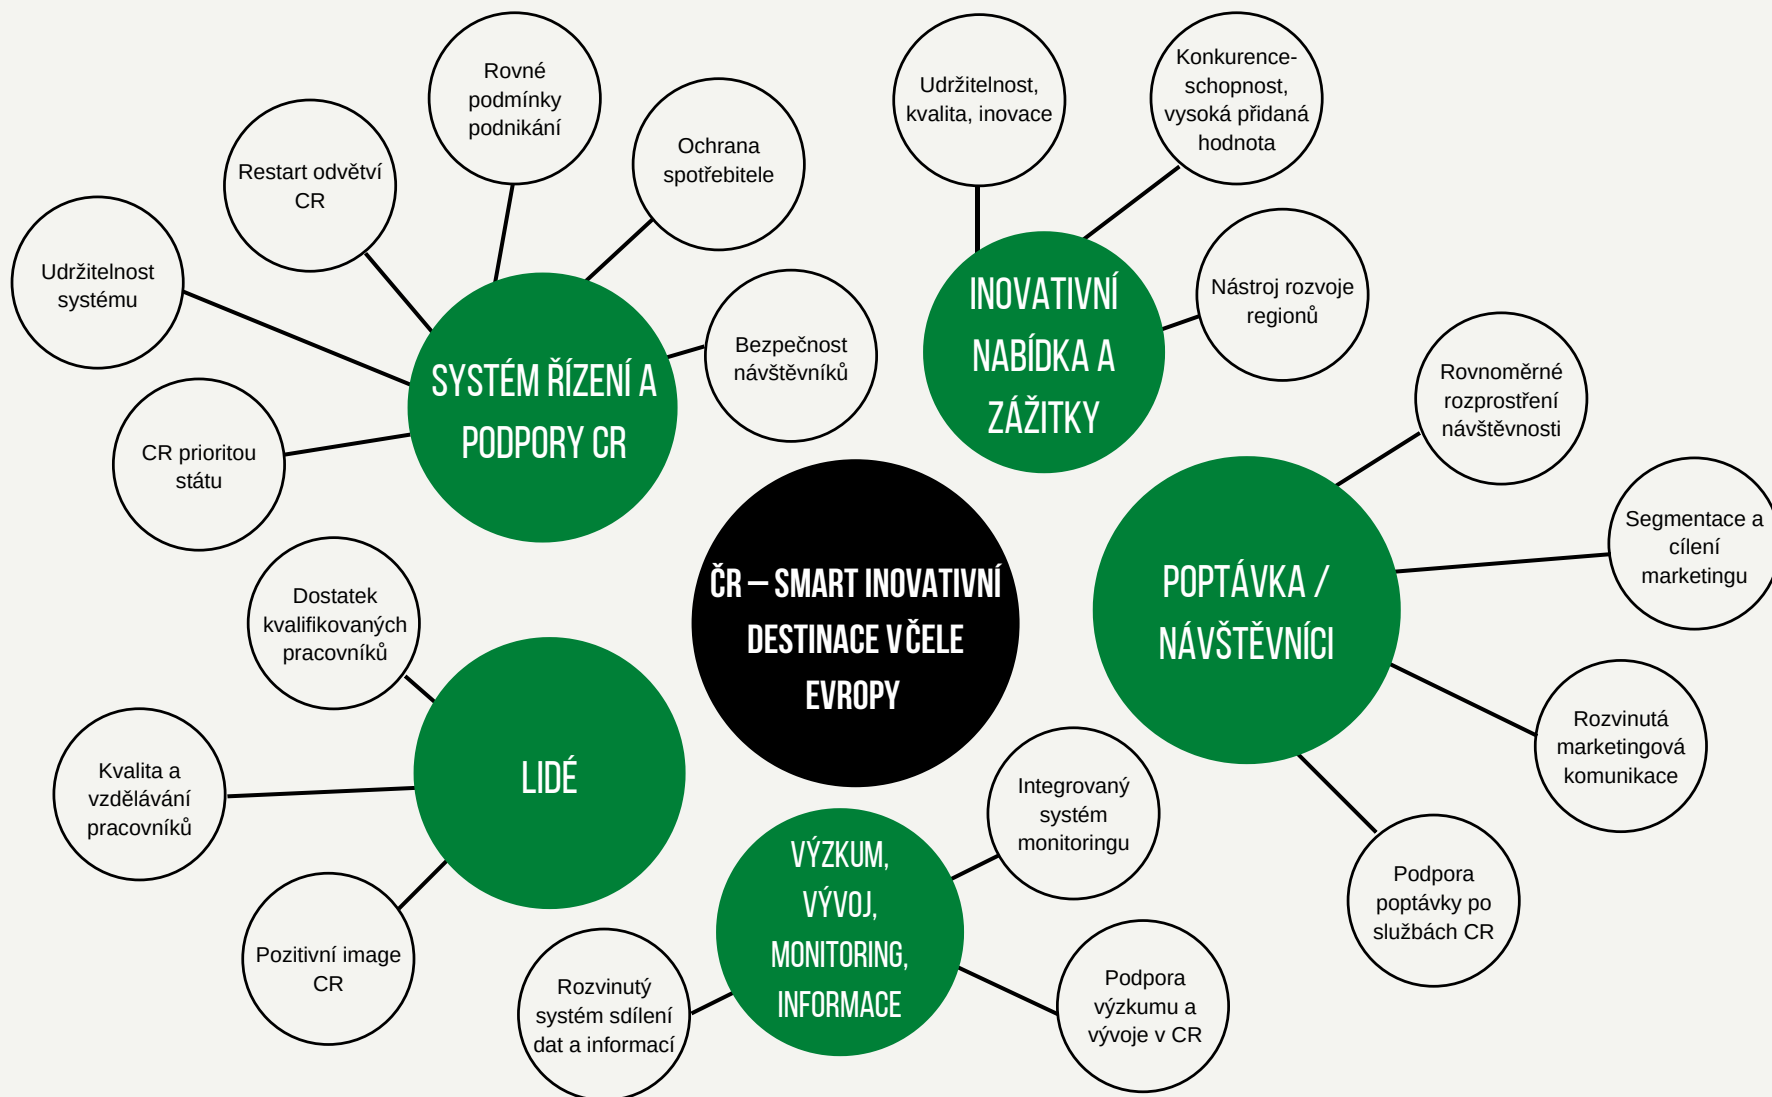 Rovné
podmínky
podnikání
Ochrana
spotřebitele
Restart odvětví
CR
Udržitelnost
systému
Bezpečnost
návštěvníků
CR prioritou
státu
SYSTÉM ŘÍZENÍ A
PODPORY CR
Udržitelnost,
kvalita, inovace
Konkurence-
schopnost,
vysoká přidaná
hodnota
Nástroj rozvoje
regionů
INOVATIVNÍ
NABÍDKA A
ZÁŽITKY
Rovnoměrné
rozprostření
návštěvnosti
Segmentace a
cílení
marketingu
POPTÁVKA /
NÁVŠTĚVNÍCI
Rozvinutá
marketingová
komunikace
Podpora
poptávky po
službách CR
ČR – SMART INOVATIVNÍ
DESTINACE V ČELE
EVROPY
Dostatek
kvalifikovaných
pracovníků
LIDÉ
Kvalita a
vzdělávání
pracovníků
Pozitivní image
CR
Integrovaný
systém
monitoringu
VÝZKUM,
VÝVOJ,
MONITORING,
INFORMACE
Rozvinutý
systém sdílení
dat a informací
Podpora
výzkumu a
vývoje v CR